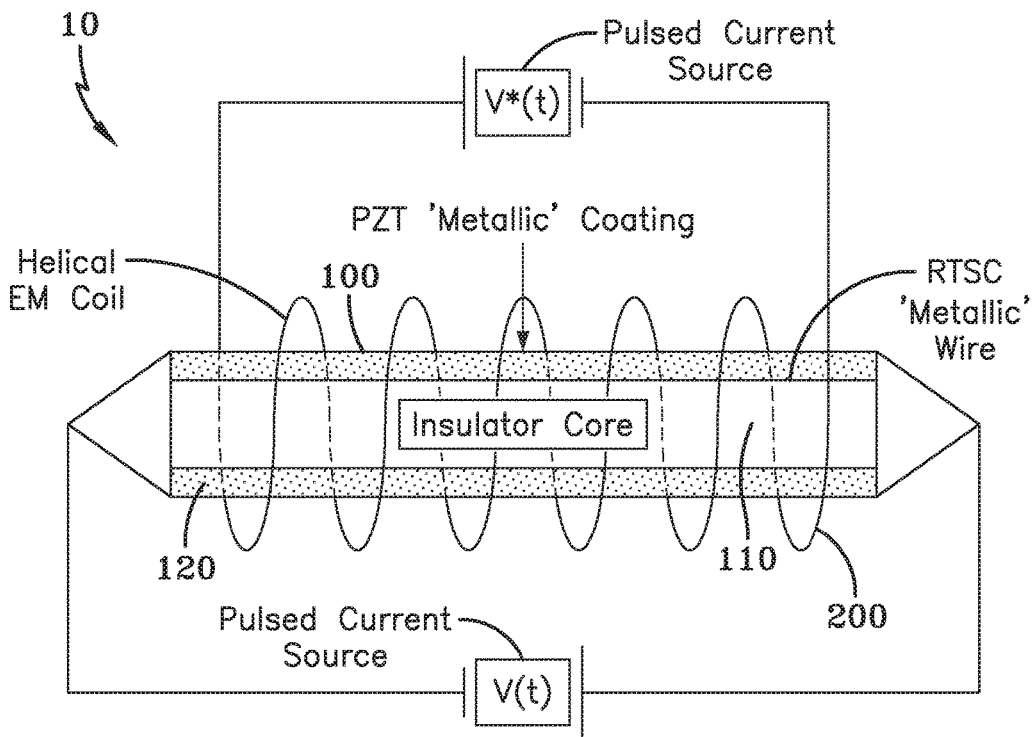 10
Pulsed Current
Source
V*(t)
PZT 'Metallic' Coating
Helical
EM Coil
100
RTSC
'Metallic'
Wire
Insulator Core
120
110
200
Pulsed Current
Source
V(t)